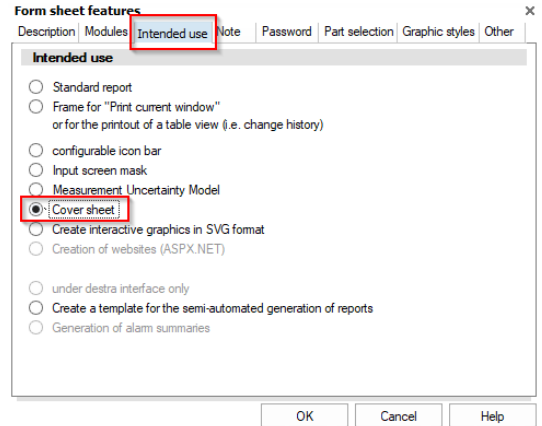 Form sheet features
Description Modules Intended use Note Password Part selection Graphic styles Other
Intended use
Standard report
Frame for "Print current window"
or for the printout of a table view (i.e. change history)
configurable icon bar
Input screen mask
Measurement Uncertainty Model
Cover sheet
Create interactive graphics in SVG format
Creation of websites (ASPX.NET)
under destra interface only
Create a template for the semi-automated generation of reports
Generation of alarm summaries
OK Cancel Help